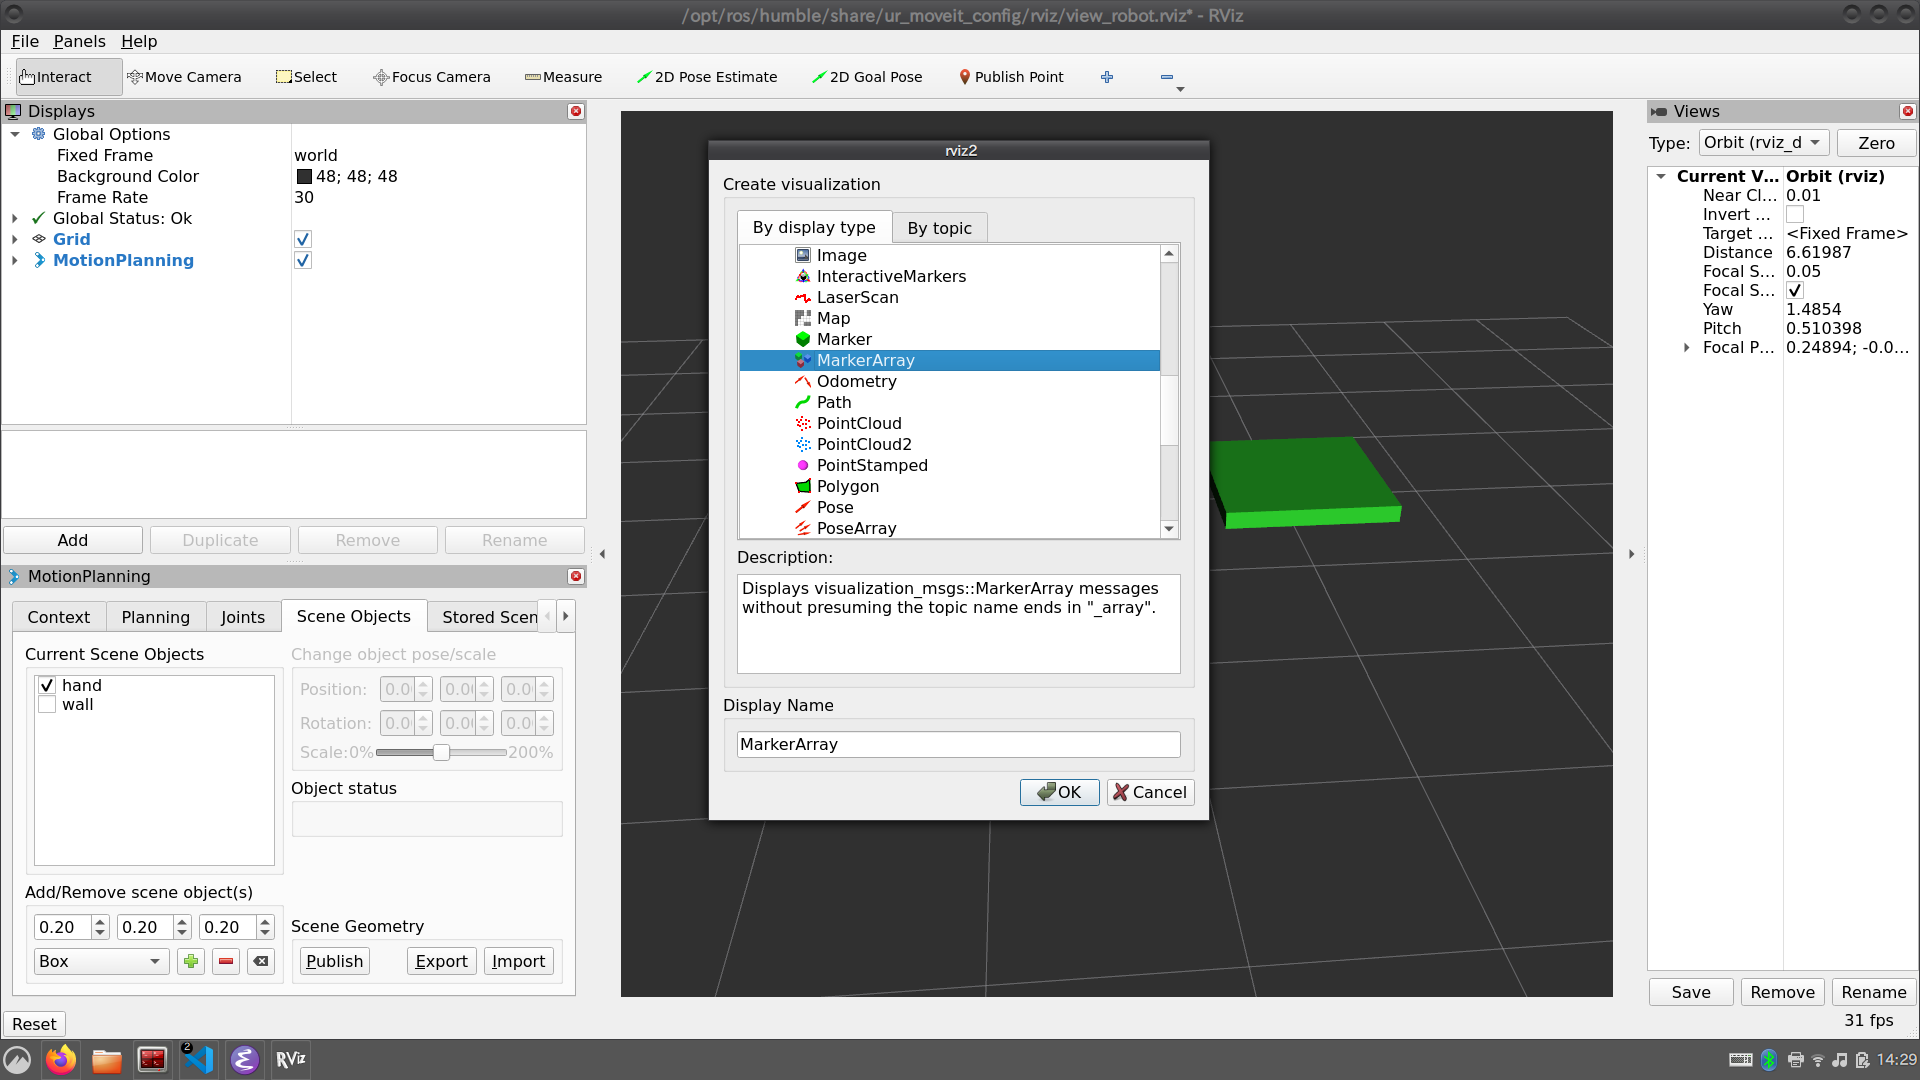 /opt/ros/humble/share/ur_moveit_config/rviz/view_robot.rviz* - RViz
File Panels Help
Interact Move Camera Select Focus Camera Measure 2D Pose Estimate 2D Goal Pose Publish Point
Displays
Global Options
Fixed Frame world
Background Color 48; 48; 48
Frame Rate 30
Global Status: Ok
Grid
MotionPlanning
Add Duplicate Remove Rename
MotionPlanning
Context Planning Joints Scene Objects Stored Scen
Current Scene Objects
hand
wall
Change object pose/scale
Position: 0.0 0.0 0.0
Rotation: 0.0 0.0 0.0
Scale: 0% 200%
Object status
Add/Remove scene object(s)
0.20 0.20 0.20
Box
Scene Geometry
Publish Export Import
Reset
rviz2
Create visualization
By display type By topic
Image
InteractiveMarkers
LaserScan
Map
Marker
MarkerArray
Odometry
Path
PointCloud
PointCloud2
PointStamped
Polygon
Pose
PoseArray
Description:
Displays visualization_msgs::MarkerArray messages
without presuming the topic name ends in "_array".
Display Name
MarkerArray
OK Cancel
Views
Type: Orbit (rviz_d Zero
Current V... Orbit (rviz)
Near Cl... 0.01
Invert ...
Target ... <Fixed Frame>
Distance 6.61987
Focal S... 0.05
Focal S...
Yaw 1.4854
Pitch 0.510398
Focal P... 0.24894; -0.0...
Save Remove Rename
31 fps
2
RViz
14:29